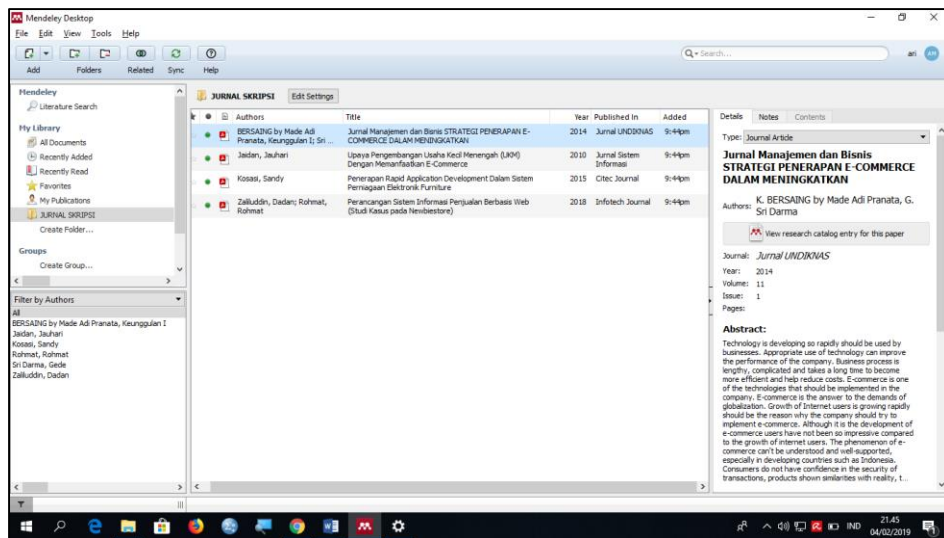 Mendeley Desktop
File Edit View Tools Help
Add Folders Related Sync Help
Search...
ari
AM
Mendeley
Literature Search
My Library
All Documents
Recently Added
Recently Read
Favorites
My Publications
JURNAL SKRIPSI
Create Folder...
Groups
Create Group...
Filter by Authors
All
BERSAING by Made Adi Pranata, Keunggulan I
Jaidan, Jauhari
Kosasi, Sandy
Rohmat, Rohmat
Sri Darma, Gede
Zaliluddin, Dadan
JURNAL SKRIPSI Edit Settings
Authors Title Year Published In Added
BERSAING by Made Adi Jurnal Manajemen dan Bisnis STRATEGI PENERAPAN E- 2014 Jurnal UNDIKNAS 9:44pm
Pranata, Keunggulan I; Sri ... COMMERCE DALAM MENINGKATKAN
Jaidan, Jauhari Upaya Pengembangan Usaha Kecil Menengah (UKM) 2010 Jurnal Sistem 9:44pm
Dengan Memanfaatkan E-Commerce Informasi
Kosasi, Sandy Penerapan Rapid Application Development Dalam Sistem 2015 Citec Journal 9:44pm
Perniagaan Elektronik Furniture
Zaliluddin, Dadan; Rohmat, Perancangan Sistem Informasi Penjualan Berbasis Web 2018 Infotech Journal 9:44pm
Rohmat (Studi Kasus pada Newbiestore)
Details Notes Contents
Type: Journal Article
Jurnal Manajemen dan Bisnis
STRATEGI PENERAPAN E-COMMERCE
DALAM MENINGKATKAN
Authors: K. BERSAING by Made Adi Pranata, G.
Sri Darma
View research catalog entry for this paper
Journal: Jurnal UNDIKNAS
Year: 2014
Volume: 11
Issue: 1
Pages:
Abstract:
Technology is developing so rapidly should be used by
businesses. Appropriate use of technology can improve
the performance of the company. Business process is
lengthy, complicated and takes a long time to become
more efficient and help reduce costs. E-commerce is one
of the technologies that should be implemented in the
company. E-commerce is the answer to the demands of
globalization. Growth of Internet users is growing rapidly
should be the reason why the company should try to
implement e-commerce. Although it is the development of
e-commerce users have not been so impressive compared
to the growth of internet users. The phenomenon of e-
commerce can't be understood and well-supported,
especially in developing countries such as Indonesia.
Consumers do not have confidence in the security of
transactions, products shown similarities with reality, t...
IND
21.45
04/02/2019